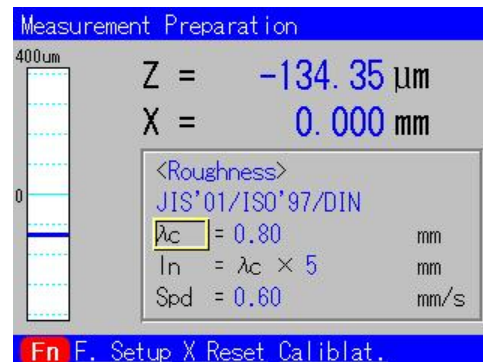 Measurement Preparation
400um
Z = -134.35 µm
X = 0.000 mm
0
<Roughness>
JIS'01/ISO'97/DIN
λc = 0.80 mm
ln = λc × 5 mm
Spd = 0.60 mm/s
Fn F. Setup X Reset Caliblat.